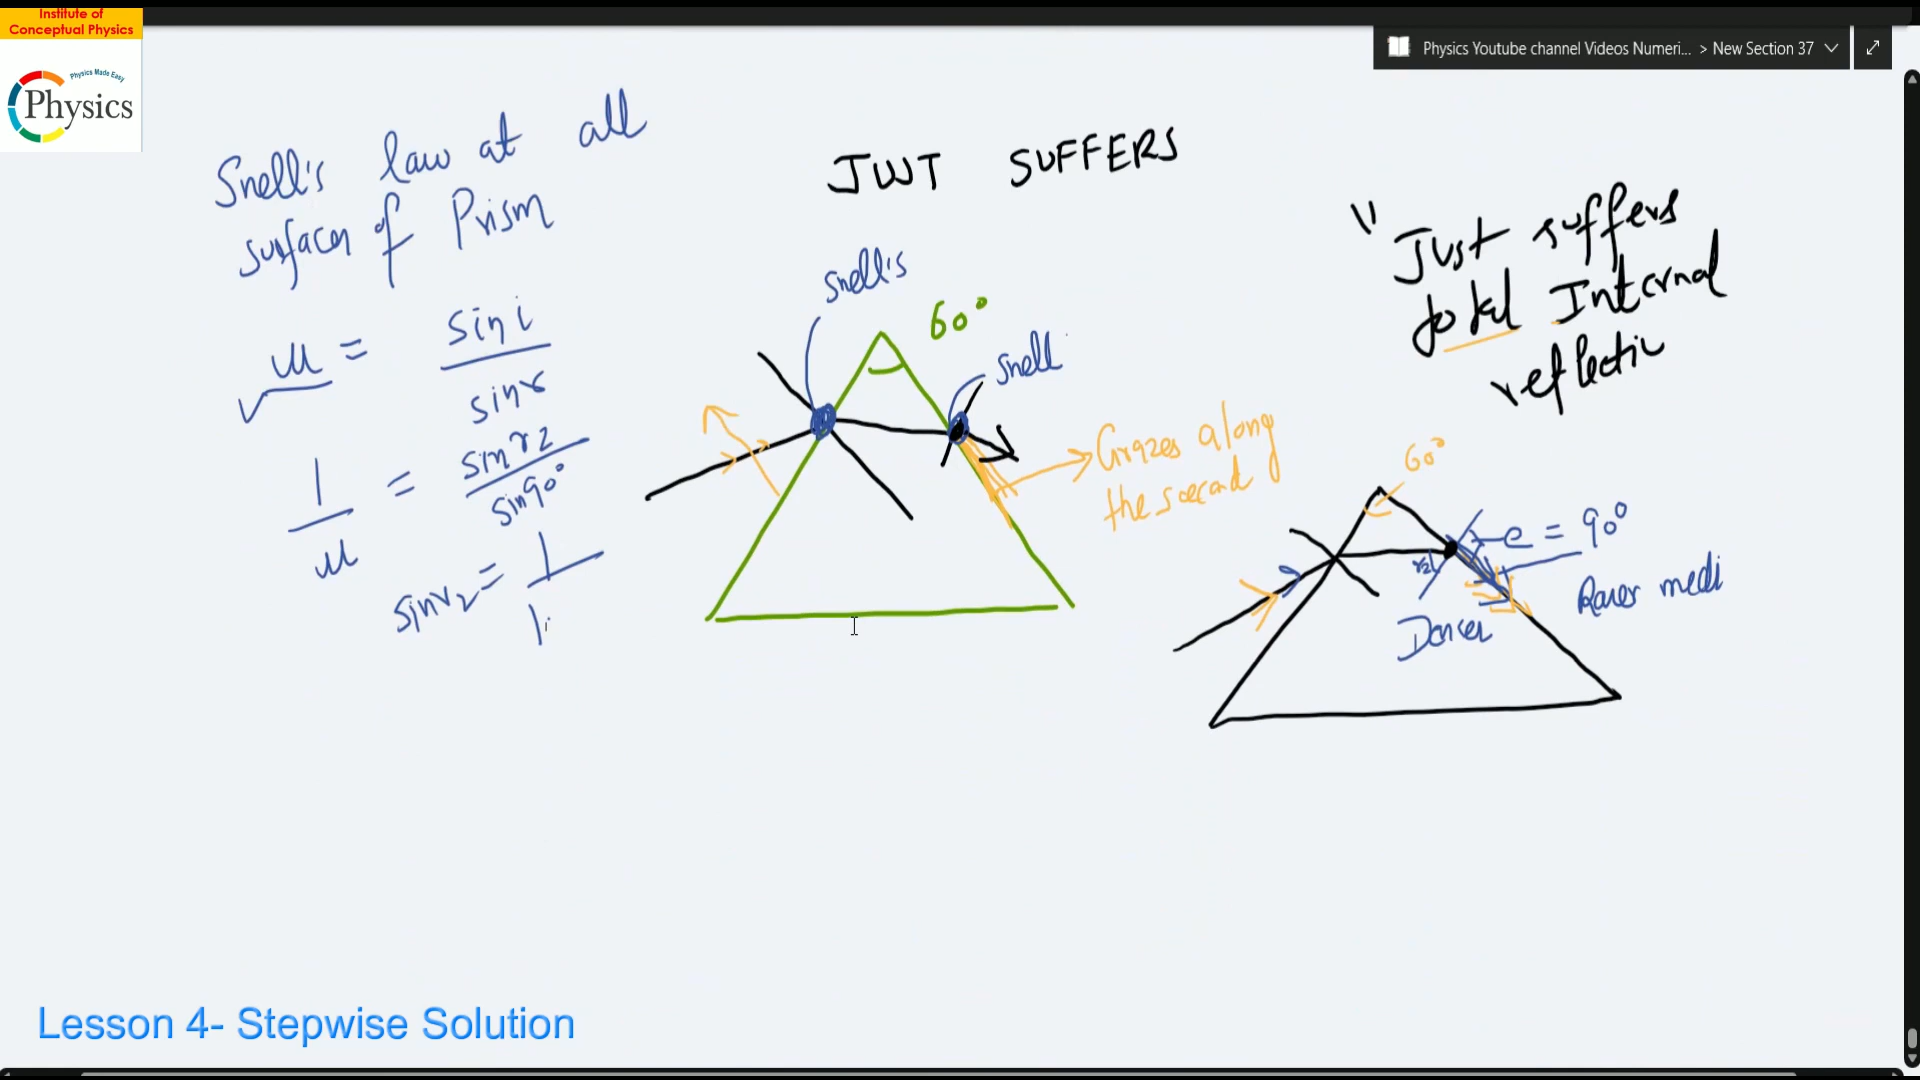 Institute of
Conceptual Physics
Physics Made Easy
Physics
Physics Youtube channel Videos Numeri... > New Section 37
Snell's law at all
surfaces of Prism
μ = sin i / sin r
1 / μ = sin r2 / sin 90°
sin r2 = 1 /
JUST SUFFERS
snell's
60°
snell
Grazes along
the second
"Just suffers
total Internal
reflection
60°
e = 90°
r2
Rarer medi
Denser
Lesson 4- Stepwise Solution